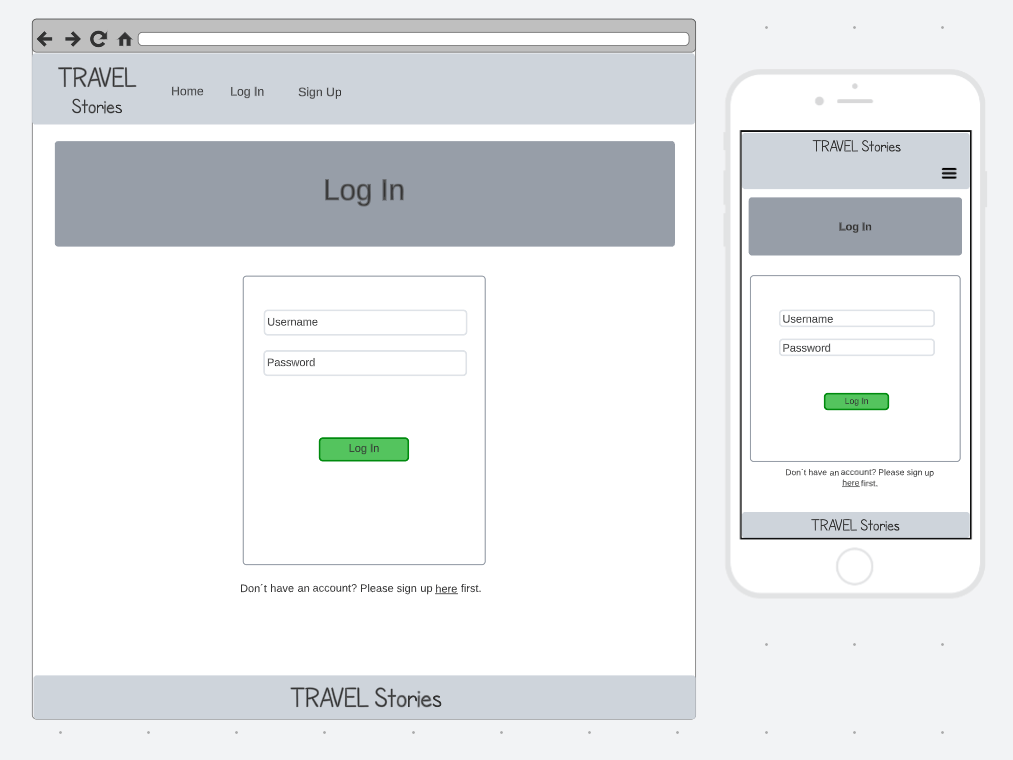 TRAVEL
Stories
Home Log In Sign Up
Log In
Username
Password
Log In
Don´t have an account? Please sign up here first.
TRAVEL Stories
TRAVEL Stories
Log In
Username
Password
Log In
Don´t have an account? Please sign up
here first.
TRAVEL Stories